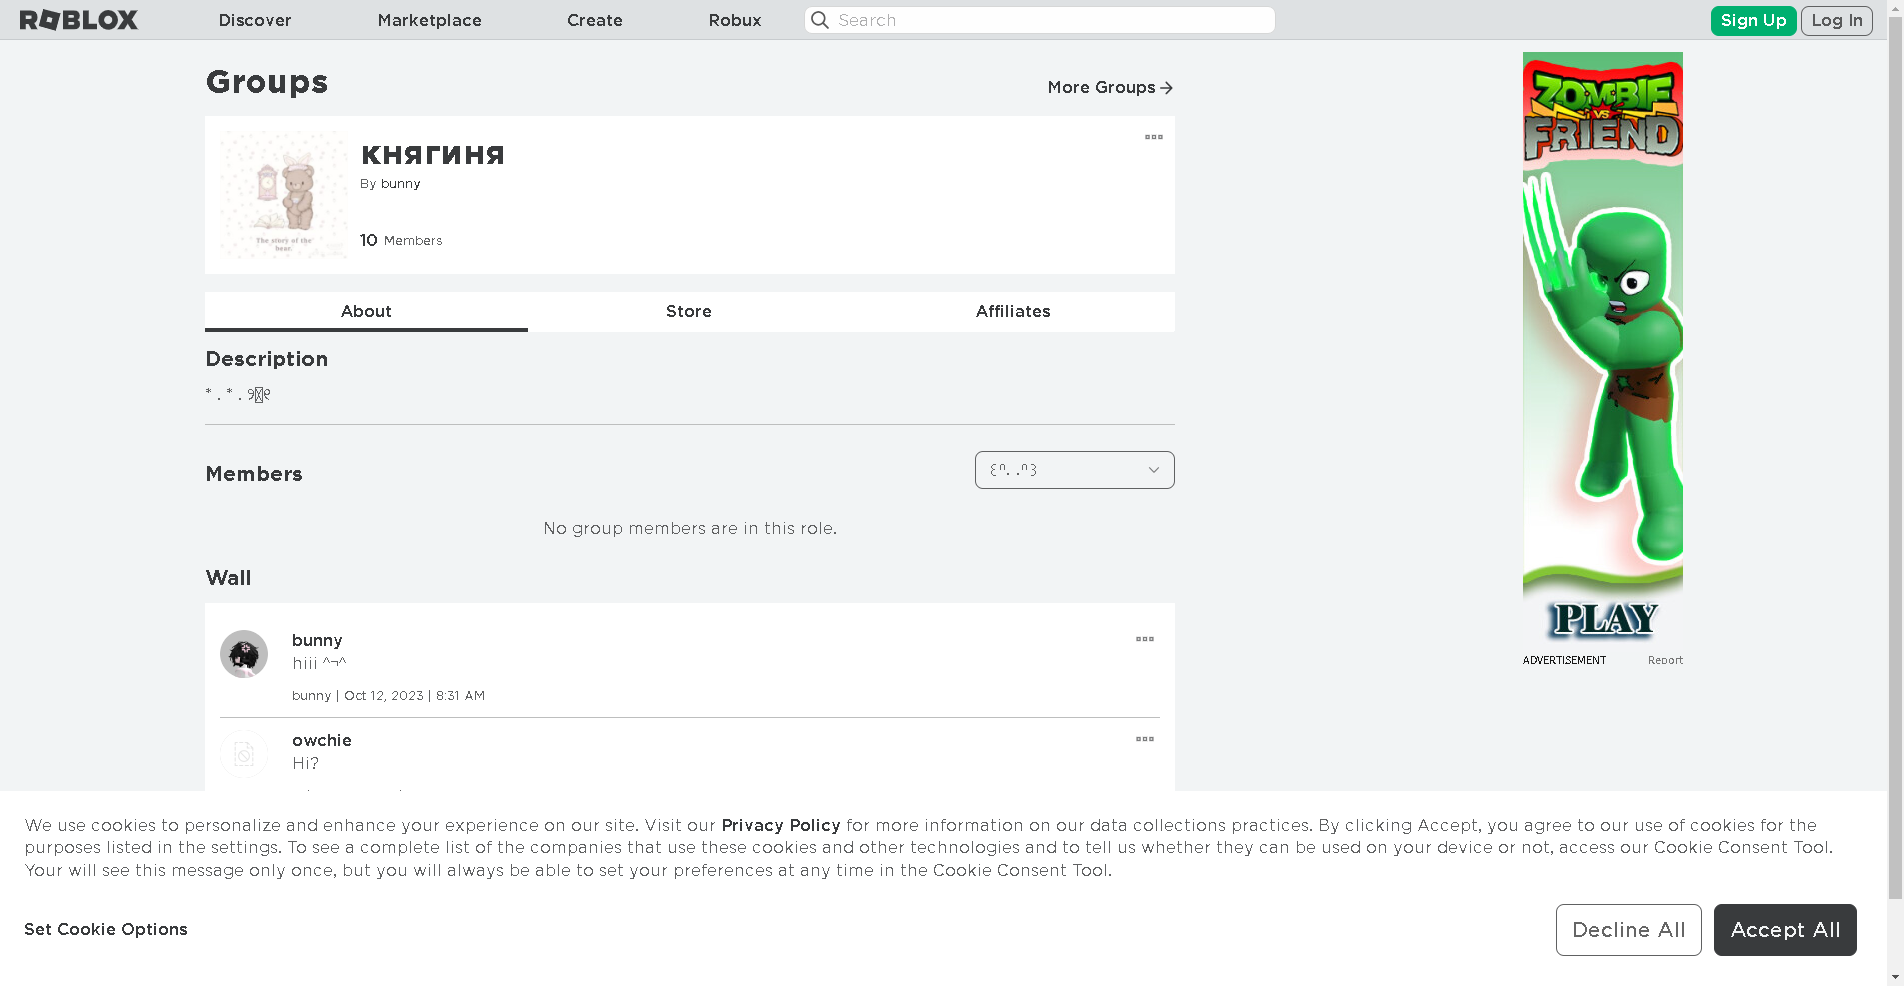 ROBLOX Discover Marketplace Create Robux Search Sign Up Log In
Groups
More Groups
КНЯГИНЯ
By bunny
10 Members
The story of the
bear.
About Store Affiliates
Description
* . * . ୨୧
Members
꒰ᐢ. .ᐢ꒱
No group members are in this role.
Wall
bunny
hiii ^¬^
bunny | Oct 12, 2023 | 8:31 AM
owchie
Hi?
ZOMBIE
VS
FRIEND
PLAY
ADVERTISEMENT Report
We use cookies to personalize and enhance your experience on our site. Visit our Privacy Policy for more information on our data collections practices. By clicking Accept, you agree to our use of cookies for the
purposes listed in the settings. To see a complete list of the companies that use these cookies and other technologies and to tell us whether they can be used on your device or not, access our Cookie Consent Tool.
Your will see this message only once, but you will always be able to set your preferences at any time in the Cookie Consent Tool.
Set Cookie Options
Decline All
Accept All